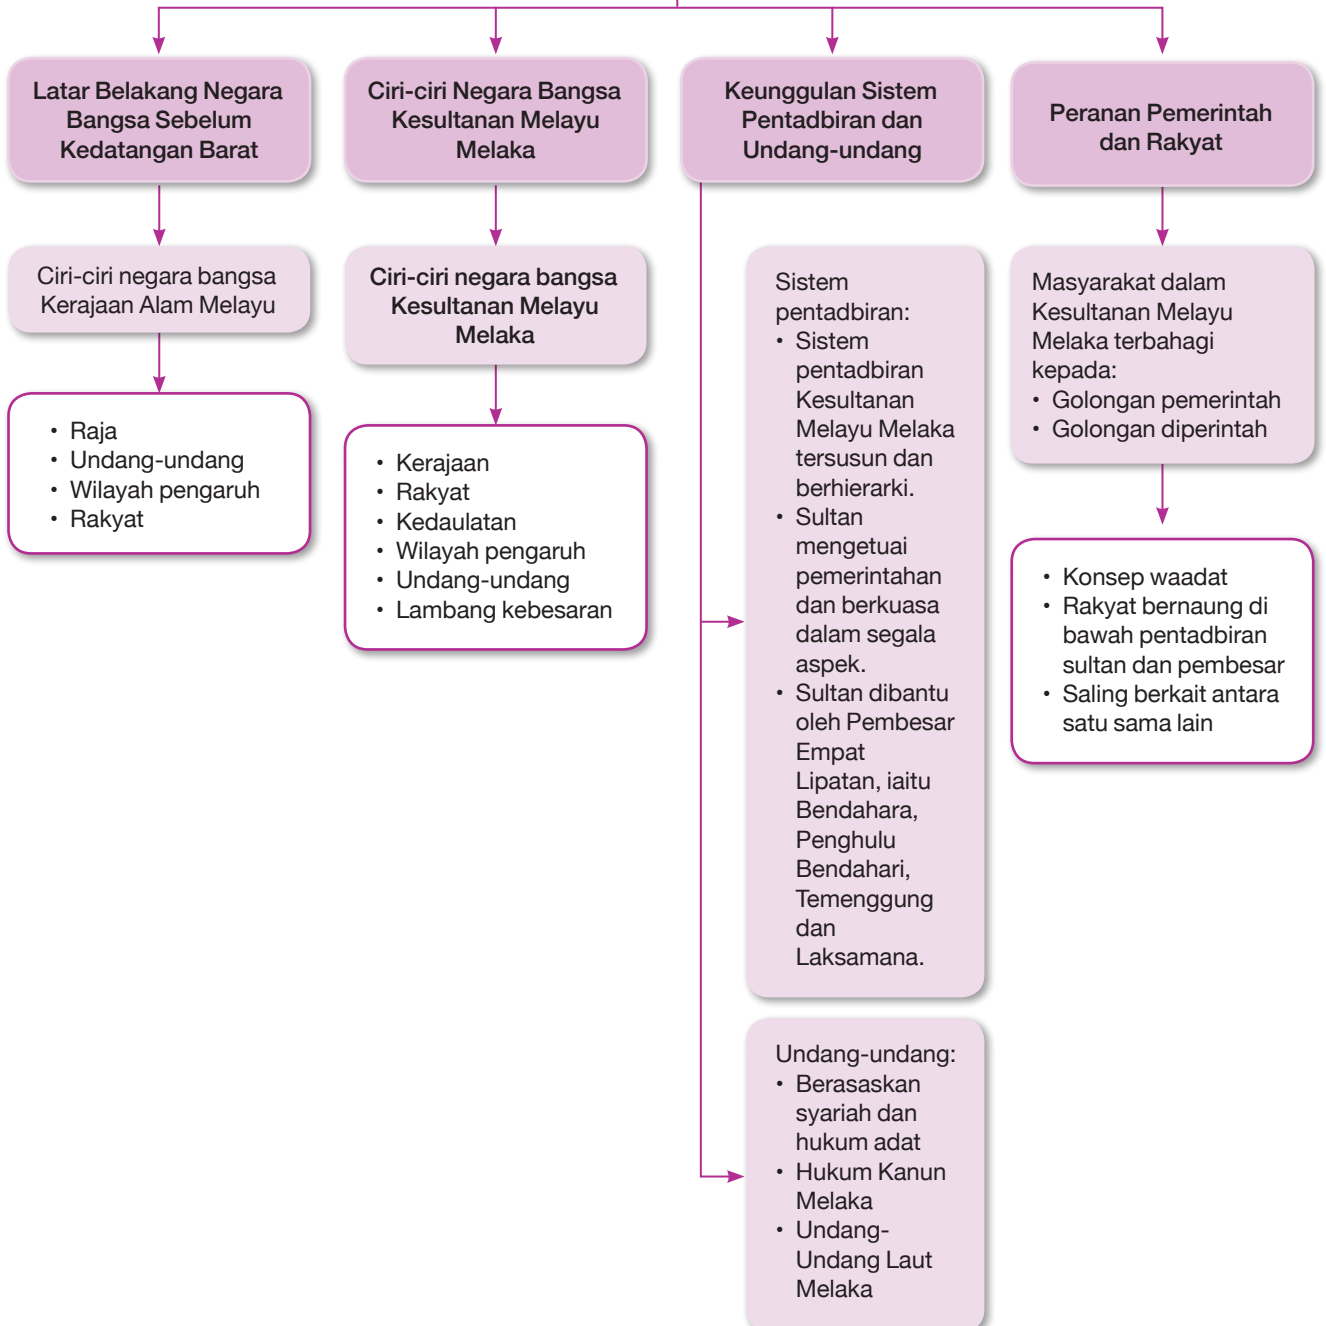 Latar Belakang Negara
Bangsa Sebelum
Kedatangan Barat
Ciri-ciri negara bangsa
Kerajaan Alam Melayu
• Raja
• Undang-undang
• Wilayah pengaruh
• Rakyat
Ciri-ciri Negara Bangsa
Kesultanan Melayu
Melaka
Ciri-ciri negara bangsa
Kesultanan Melayu
Melaka
• Kerajaan
• Rakyat
• Kedaulatan
• Wilayah pengaruh
• Undang-undang
• Lambang kebesaran
Keunggulan Sistem
Pentadbiran dan
Undang-undang
Sistem
pentadbiran:
• Sistem
pentadbiran
Kesultanan
Melayu Melaka
tersusun dan
berhierarki.
• Sultan
mengetuai
pemerintahan
dan berkuasa
dalam segala
aspek.
• Sultan dibantu
oleh Pembesar
Empat
Lipatan, iaitu
Bendahara,
Penghulu
Bendahari,
Temenggung
dan
Laksamana.
Undang-undang:
• Berasaskan
syariah dan
hukum adat
• Hukum Kanun
Melaka
• Undang-
Undang Laut
Melaka
Peranan Pemerintah
dan Rakyat
Masyarakat dalam
Kesultanan Melayu
Melaka terbahagi
kepada:
• Golongan pemerintah
• Golongan diperintah
• Konsep waadat
• Rakyat bernaung di
bawah pentadbiran
sultan dan pembesar
• Saling berkait antara
satu sama lain